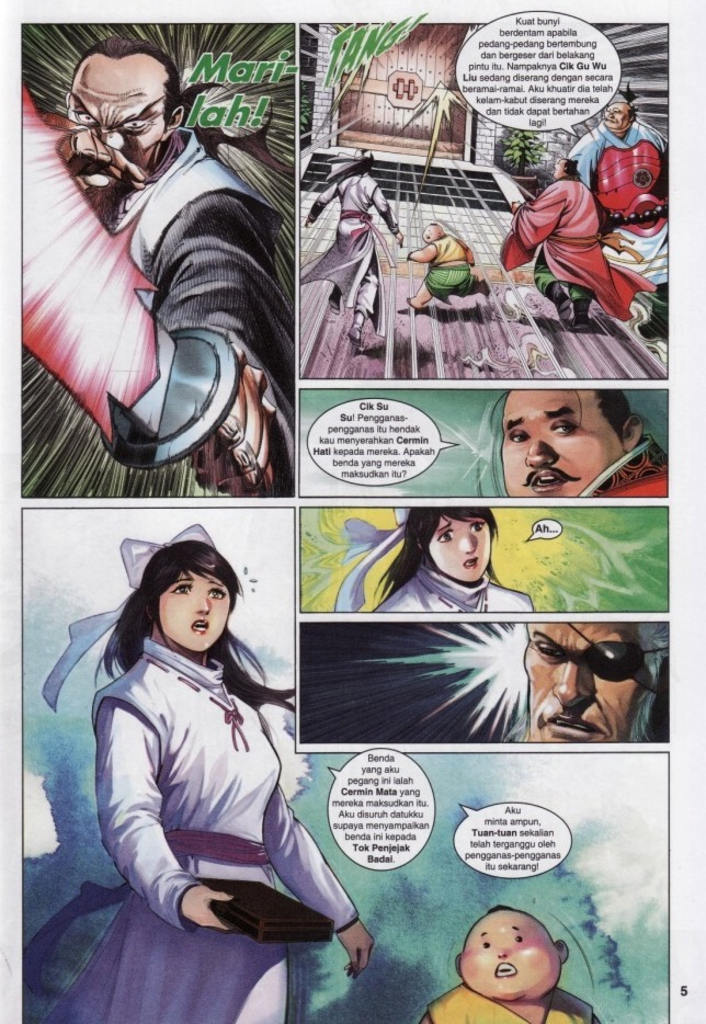 Mari-
lah!
TANG!
Kuat bunyi
berdentam apabila
pedang-pedang bertembung
dan bergeser dari belakang
pintu itu. Nampaknya Cik Gu Wu
Liu sedang diserang dengan secara
beramai-ramai. Aku khuatir dia telah
kelam-kabut diserang mereka
dan tidak dapat bertahan
lagi!
Cik Su
Su! Pengganas-
pengganas itu hendak
kau menyerahkan Cermin
Hati kepada mereka. Apakah
benda yang mereka
maksudkan itu?
Ah...
Benda
yang aku
pegang ini ialah
Cermin Mata yang
mereka maksudkan itu.
Aku disuruh datukku
supaya menyampaikan
benda ini kepada
Tok Penjejak
Badai.
Aku
minta ampun,
Tuan-tuan sekalian
telah terganggu oleh
pengganas-pengganas
itu sekarang!
5